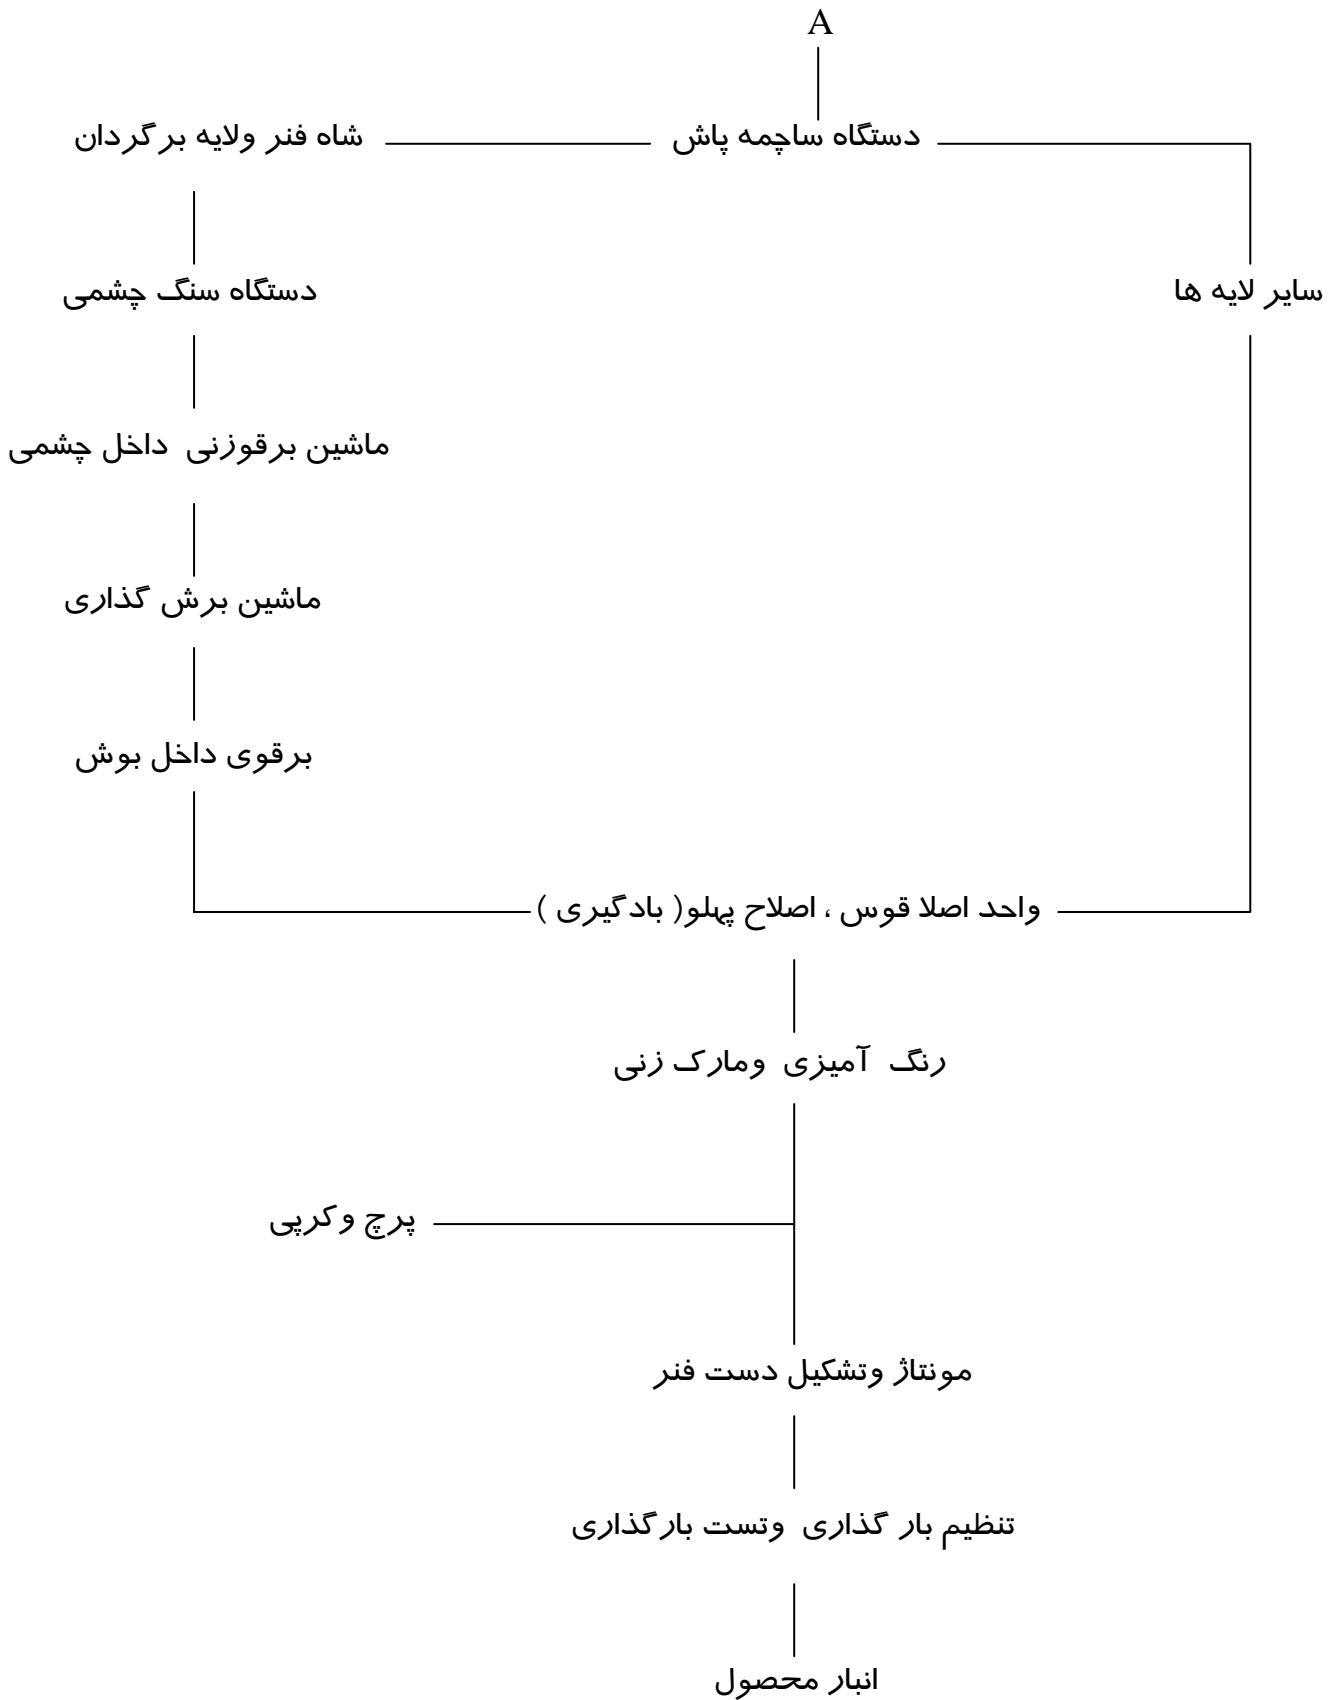 A
دستگاه ساچمه پاش
شاه فنر ولایه برگردان
سایر لایه ها
دستگاه سنگ چشمی
ماشین برقوزنی داخل چشمی
ماشین برش گذاری
برقوی داخل بوش
واحد اصلا قوس ، اصلاح پهلو( بادگیری )
رنگ آمیزی ومارک زنی
پرچ وکرپی
مونتاژ وتشکیل دست فنر
تنظیم بار گذاری وتست بارگذاری
انبار محصول